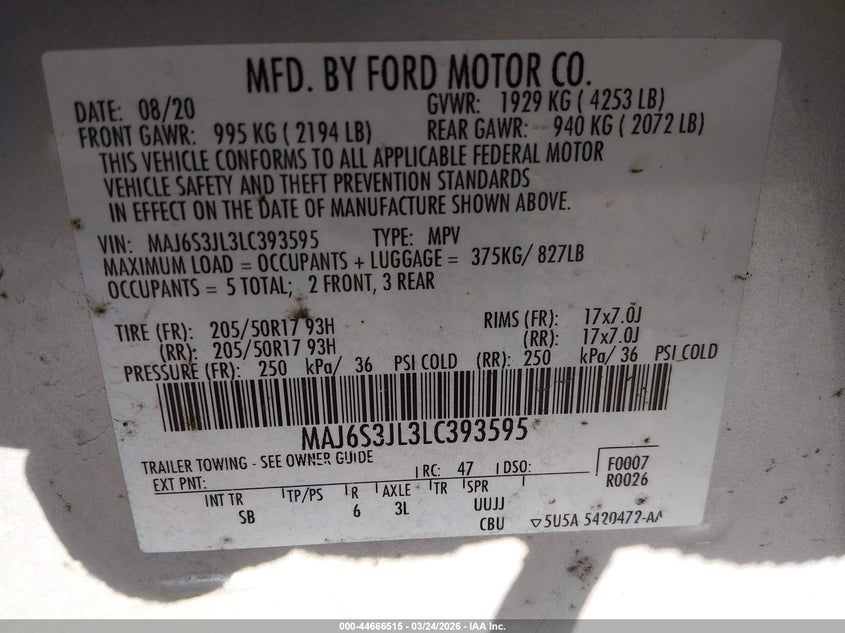 MFD. BY FORD MOTOR CO.
DATE: 08/20 GVWR: 1929 KG ( 4253 LB)
FRONT GAWR: 995 KG ( 2194 LB) REAR GAWR: 940 KG ( 2072 LB)
THIS VEHICLE CONFORMS TO ALL APPLICABLE FEDERAL MOTOR
VEHICLE SAFETY AND THEFT PREVENTION STANDARDS
IN EFFECT ON THE DATE OF MANUFACTURE SHOWN ABOVE.
VIN: MAJ6S3JL3LC393595 TYPE: MPV
MAXIMUM LOAD = OCCUPANTS + LUGGAGE = 375KG/ 827LB
OCCUPANTS = 5 TOTAL; 2 FRONT, 3 REAR
TIRE (FR): 205/50R17 93H RIMS (FR): 17x7.0J
(RR): 205/50R17 93H (RR): 17x7.0J
PRESSURE (FR): 250 kPa/ 36 PSI COLD (RR): 250 kPa/ 36 PSI COLD
MAJ6S3JL3LC393595
TRAILER TOWING - SEE OWNER GUIDE
EXT PNT: RC: 47 DSO: F0007
R0026
INT TR TP/PS R AXLE TR SPR
SB 6 3L UUJJ
CBU 5U5A 5420472-AA
000-44666515 - 03/24/2026 - IAA Inc.